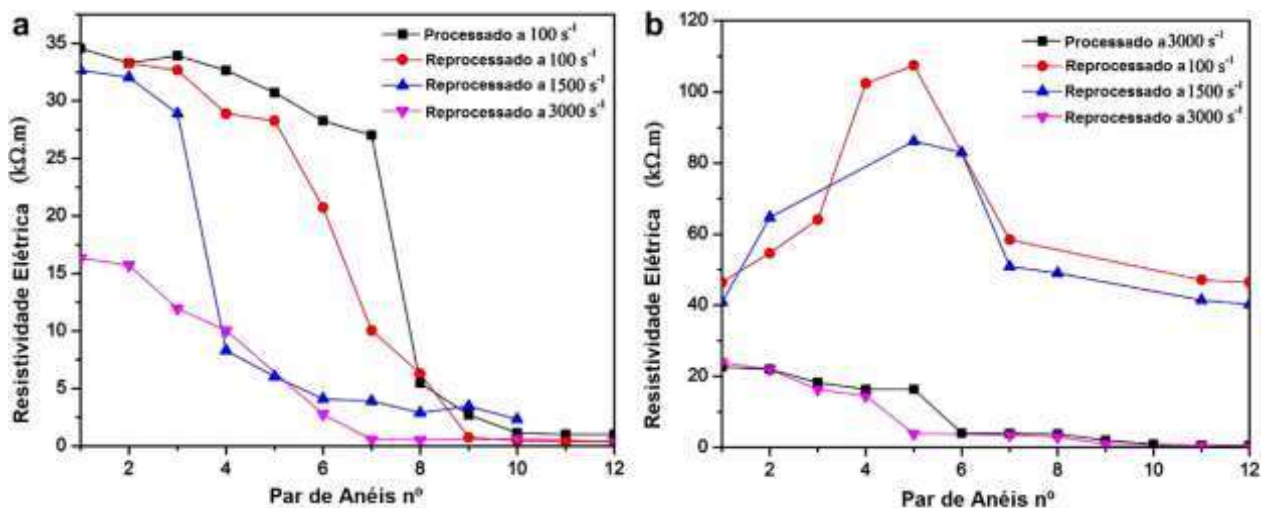 a
Processado a 100 s⁻¹
Reprocessado a 100 s⁻¹
Reprocessado a 1500 s⁻¹
Reprocessado a 3000 s⁻¹
Resistividade Elétrica (kΩ.m)
35
30
25
20
15
10
5
0
2
4
6
8
10
12
Par de Anéis nº
b
Processado a 3000 s⁻¹
Reprocessado a 100 s⁻¹
Reprocessado a 1500 s⁻¹
Reprocessado a 3000 s⁻¹
Resistividade Elétrica (kΩ.m)
120
100
80
60
40
20
0
2
4
6
8
10
12
Par de Anéis nº